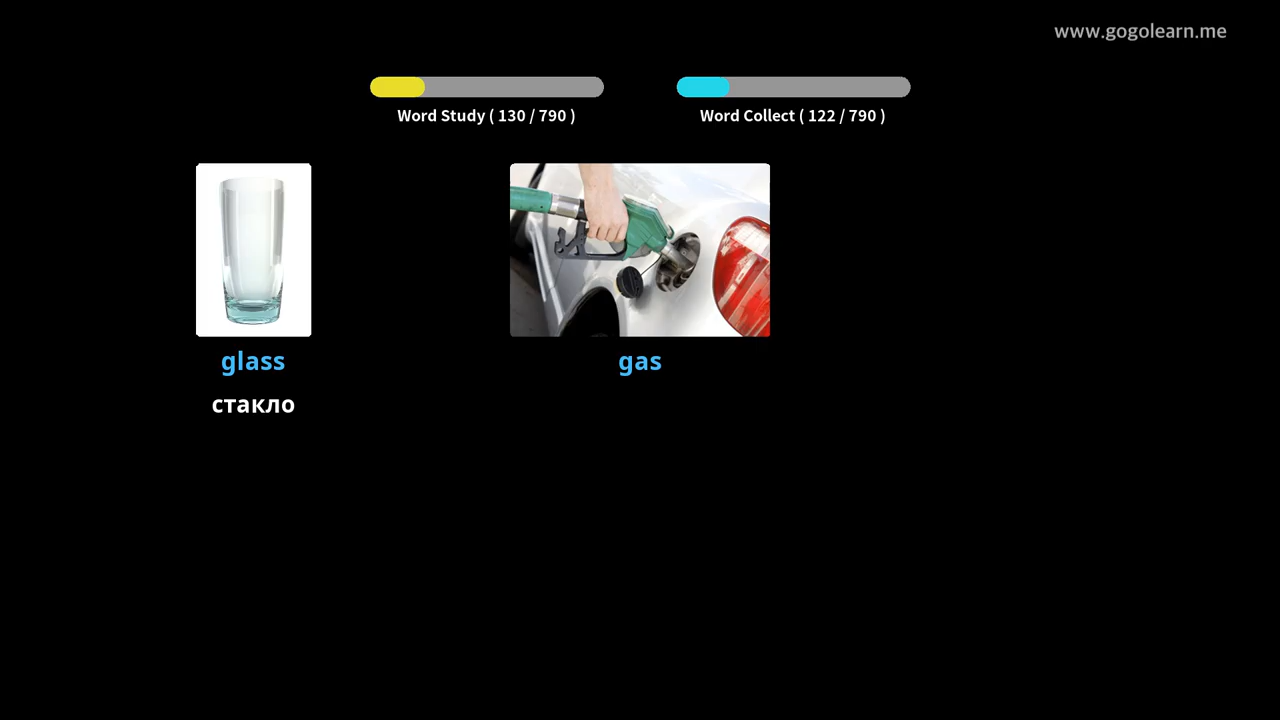 www.gogolearn.me
Word Study ( 130 / 790 )
Word Collect ( 122 / 790 )
glass
gas
стакло